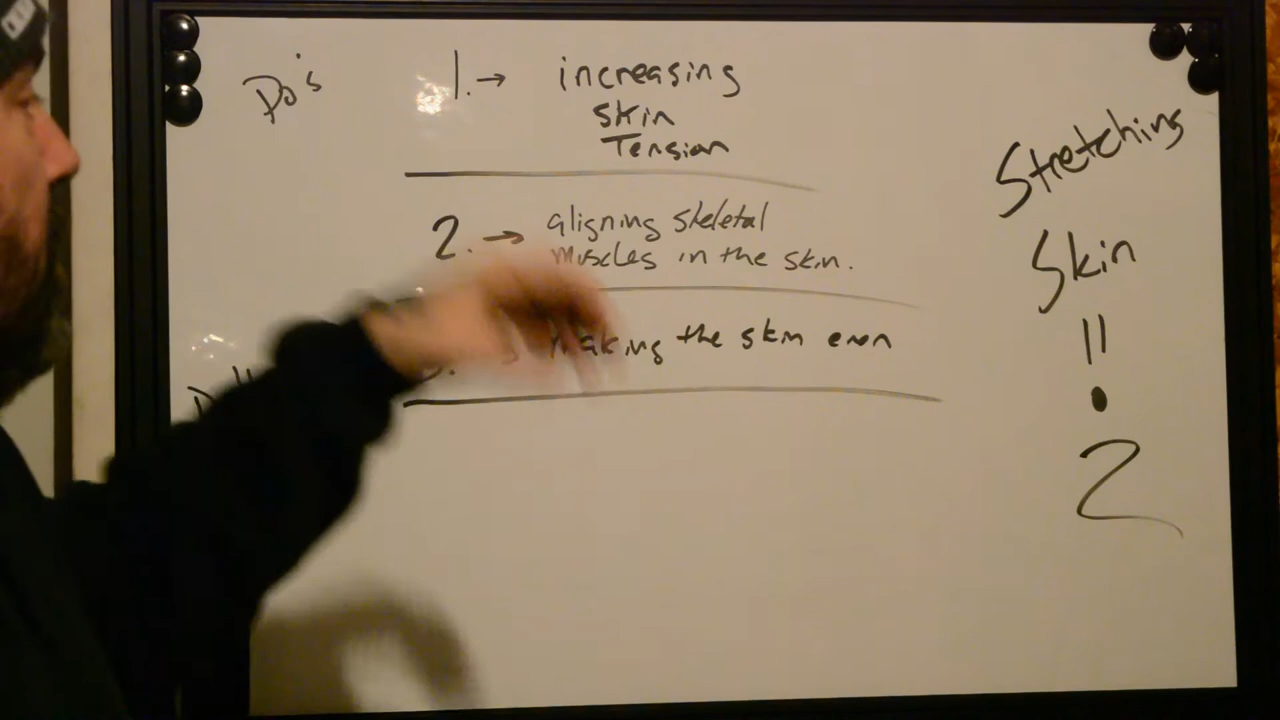 Do's
1. → increasing
skin
Tension
2. → aligning skeletal
muscles in the skin.
making the skin even
Stretching
Skin
"
2